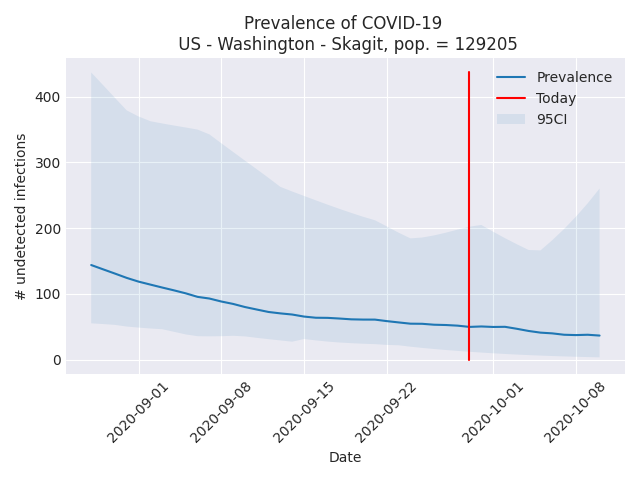 Prevalence of COVID-19
US - Washington - Skagit, pop. = 129205
Prevalence
Today
95CI
# undetected infections
400
300
200
100
0
2020-09-01
2020-09-08
2020-09-15
2020-09-22
2020-10-01
2020-10-08
Date